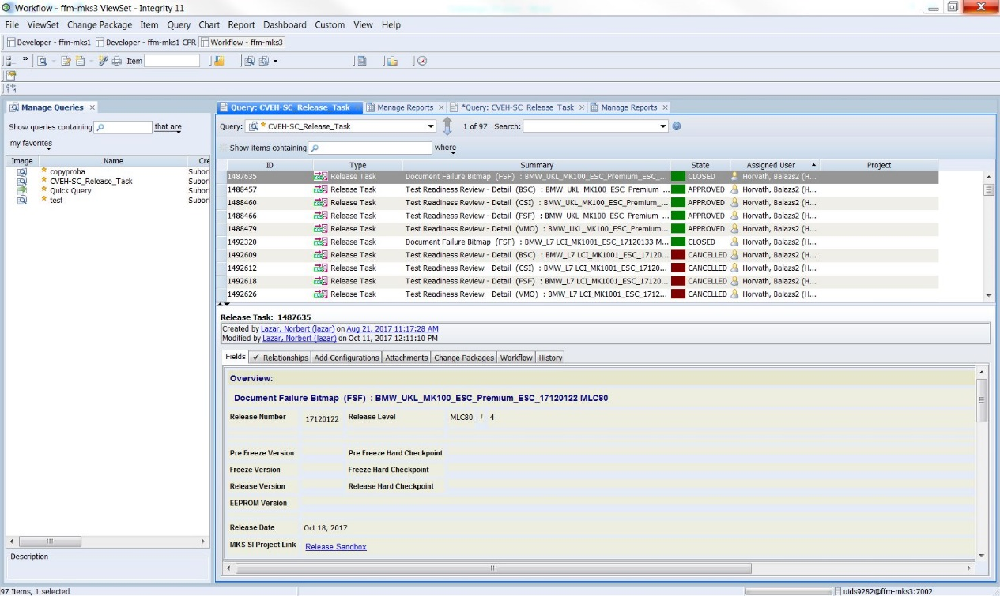 Workflow - ffm-mks3 ViewSet - Integrity 11
File ViewSet Change Package Item Query Chart Report Dashboard Custom View Help
Developer - ffm-mks1 Developer - ffm-mks1 CPR Workflow - ffm-mks3
» Item
Manage Queries
Show queries containing that are
my favorites
Image Name Cre
copyproba Subori
CVEH-SC_Release_Task Subori
Quick Query Subori
test Subori
Description
Query: CVEH-SC_Release_Task Manage Reports *Query: CVEH-SC_Release_Task Manage Reports
Query: CVEH-SC_Release_Task 1 of 97 Search:
Show items containing where
ID Type Summary State Assigned User Project
1487635 Release Task Document Failure Bitmap (FSF) : BMW_UKL_MK100_ESC_Premium_ESC_... CLOSED Horvath, Balazs2 (H...
1488457 Release Task Test Readiness Review - Detail (BSC) : BMW_UKL_MK100_ESC_Premium_... APPROVED Horvath, Balazs2 (H...
1488460 Release Task Test Readiness Review - Detail (CSI) : BMW_UKL_MK100_ESC_Premium_... APPROVED Horvath, Balazs2 (H...
1488466 Release Task Test Readiness Review - Detail (FSF) : BMW_UKL_MK100_ESC_Premium_... APPROVED Horvath, Balazs2 (H...
1488479 Release Task Test Readiness Review - Detail (VMO) : BMW_UKL_MK100_ESC_Premium_... APPROVED Horvath, Balazs2 (H...
1492320 Release Task Document Failure Bitmap (FSF) : BMW_L7 LCI_MK1001_ESC_17120133 M... CLOSED Horvath, Balazs2 (H...
1492609 Release Task Test Readiness Review - Detail (BSC) : BMW_L7 LCI_MK1001_ESC_17120... CANCELLED Horvath, Balazs2 (H...
1492612 Release Task Test Readiness Review - Detail (CSI) : BMW_L7 LCI_MK1001_ESC_17120... CANCELLED Horvath, Balazs2 (H...
1492618 Release Task Test Readiness Review - Detail (FSF) : BMW_L7 LCI_MK1001_ESC_17120... CANCELLED Horvath, Balazs2 (H...
1492626 Release Task Test Readiness Review - Detail (VMO) : BMW_L7 LCI_MK1001_ESC_1712... CANCELLED Horvath, Balazs2 (H...
Release Task: 1487635
Created by Lazar, Norbert (lazar) on Aug 21, 2017 11:17:28 AM
Modified by Lazar, Norbert (lazar) on Oct 11, 2017 12:11:10 PM
Fields ✓ Relationships Add Configurations Attachments Change Packages Workflow History
Overview:
Document Failure Bitmap (FSF) : BMW_UKL_MK100_ESC_Premium_ESC_17120122 MLC80
Release Number 17120122 Release Level MLC80 / 4
Pre Freeze Version Pre Freeze Hard Checkpoint
Freeze Version Freeze Hard Checkpoint
Release Version Release Hard Checkpoint
EEPROM Version
Release Date Oct 18, 2017
MKS SI Project Link Release Sandbox
97 Items, 1 selected uids9282@ffm-mks3:7002